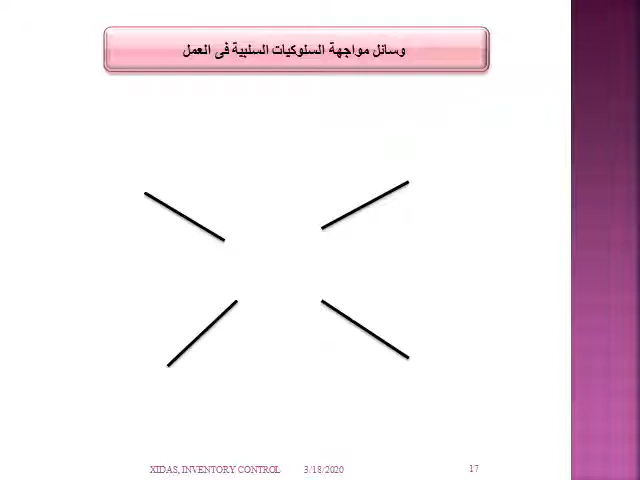 وسائل مواجهة السلوكيات السلبية فى العمل
XIDAS, INVENTORY CONTROL 3/18/2020 17